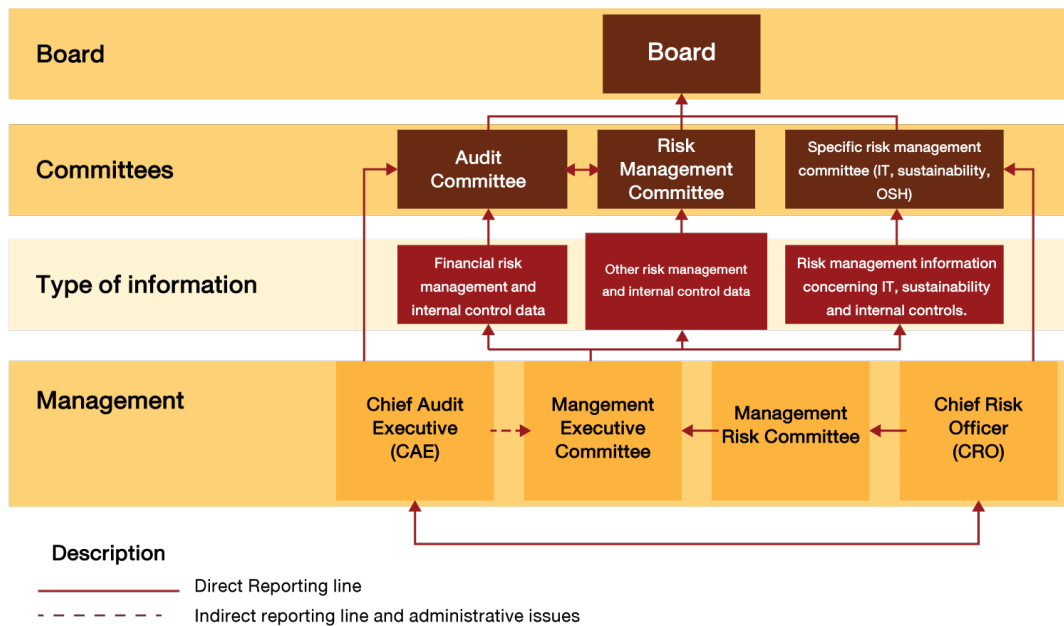 Board
Board
Committees
Audit
Committee
Risk
Management
Committee
Specific risk management
committee (IT, sustainability,
OSH)
Type of information
Financial risk
management and
internal control data
Other risk management
and internal control data
Risk management information
concerning IT, sustainability
and internal controls.
Management
Chief Audit
Executive
(CAE)
Mangement
Executive
Committee
Management
Risk Committee
Chief Risk
Officer
(CRO)
Description
Direct Reporting line
Indirect reporting line and administrative issues